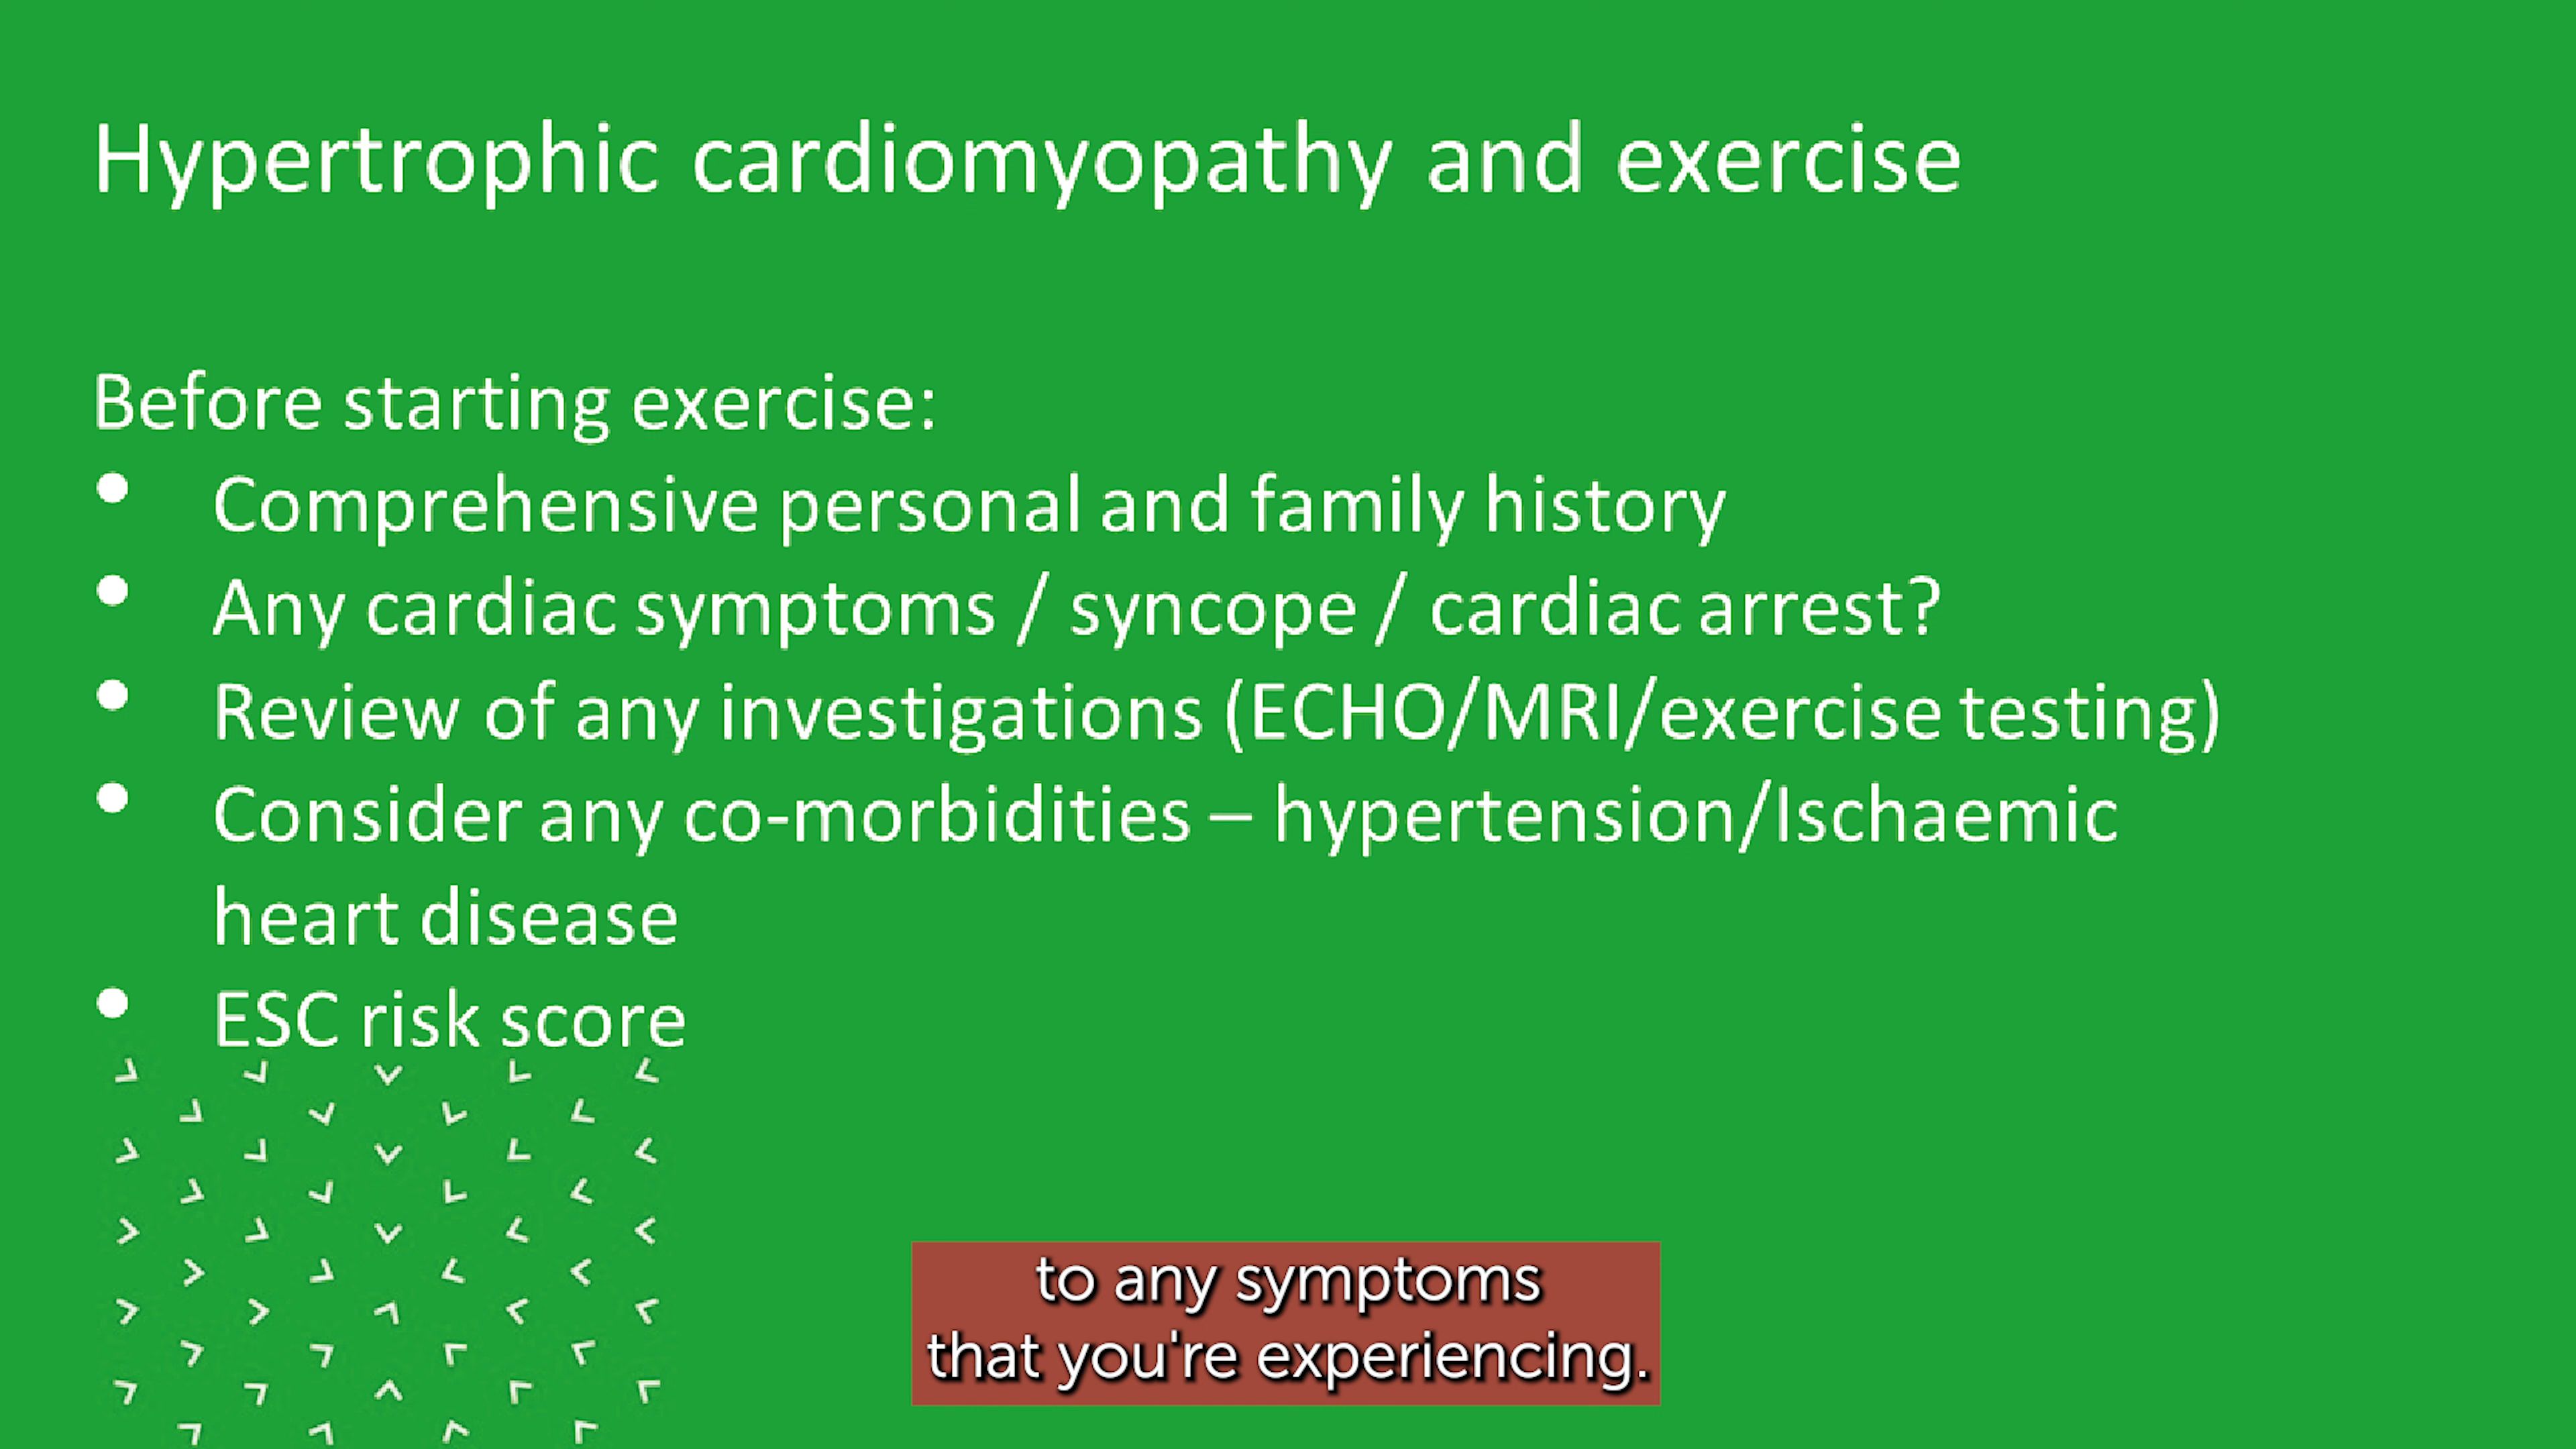 Hypertrophic cardiomyopathy and exercise
Before starting exercise:
• Comprehensive personal and family history
• Any cardiac symptoms / syncope / cardiac arrest?
• Review of any investigations (ECHO/MRI/exercise testing)
• Consider any co-morbidities – hypertension/Ischaemic
heart disease
• ESC risk score
to any symptoms
that you're experiencing.